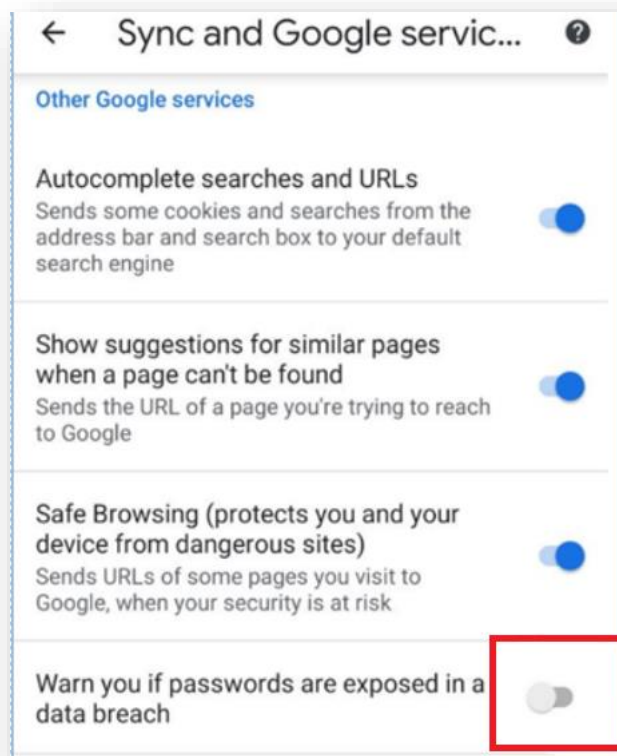 Sync and Google servic...
Other Google services
Autocomplete searches and URLs
Sends some cookies and searches from the
address bar and search box to your default
search engine
Show suggestions for similar pages
when a page can't be found
Sends the URL of a page you're trying to reach
to Google
Safe Browsing (protects you and your
device from dangerous sites)
Sends URLs of some pages you visit to
Google, when your security is at risk
Warn you if passwords are exposed in a
data breach